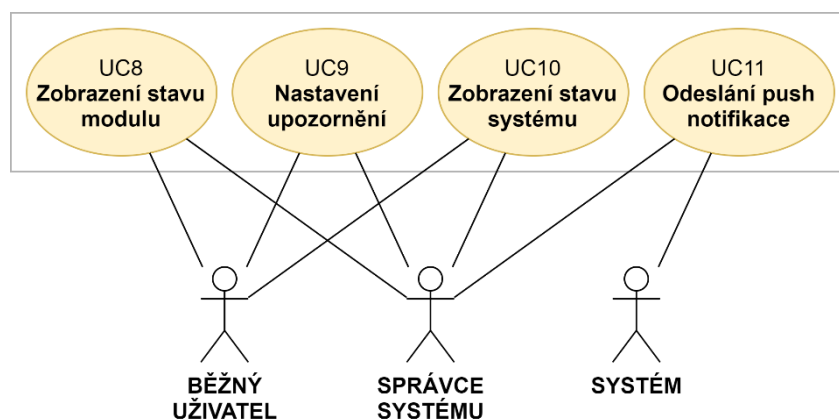 UC8
Zobrazení stavu
modulu
UC9
Nastavení
upozornění
UC10
Zobrazení stavu
systému
UC11
Odeslání push
notifikace
BĚŽNÝ
UŽIVATEL
SPRÁVCE
SYSTÉMU
SYSTÉM